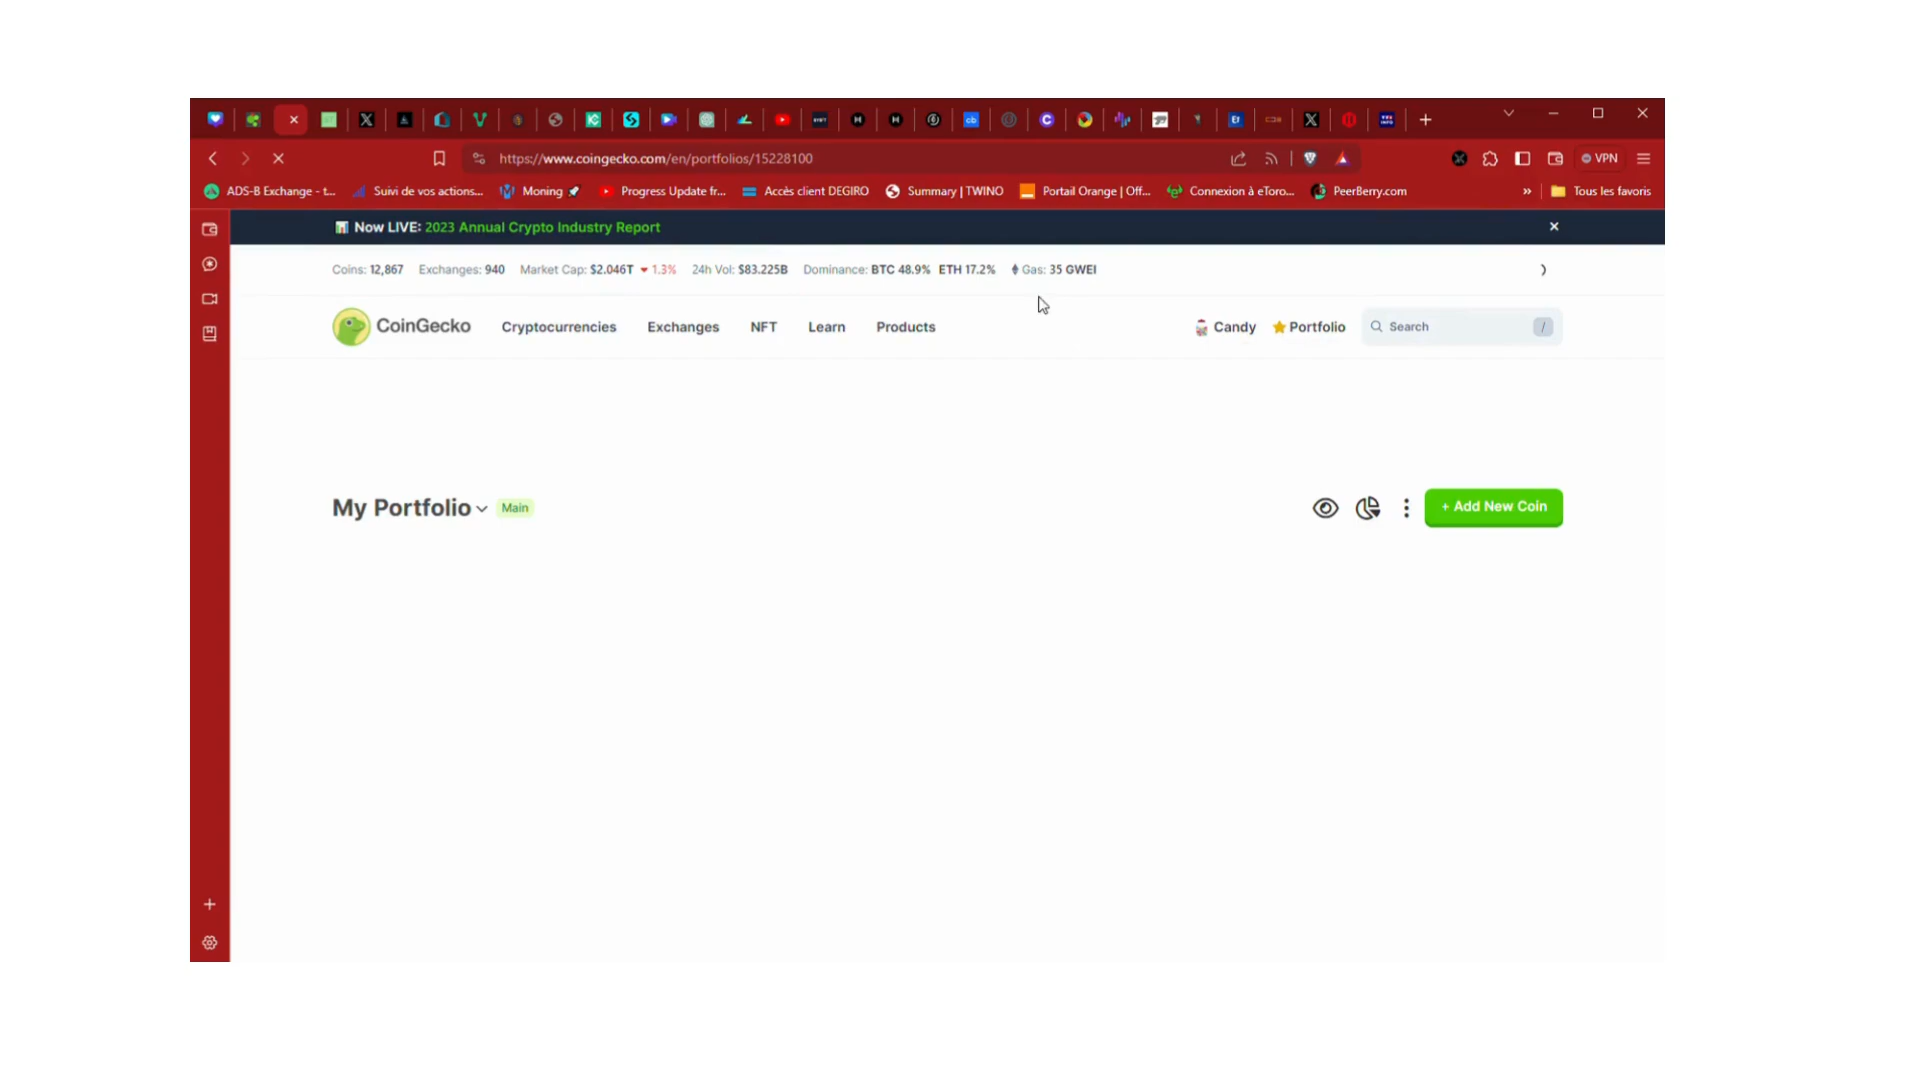 https://www.coingecko.com/en/portfolios/15228100
VPN
ADS-B Exchange - t... Suivi de vos actions... Moning Progress Update fr... Accès client DEGIRO Summary | TWINO Portail Orange | Off... Connexion à eToro... PeerBerry.com » Tous les favoris
Now LIVE: 2023 Annual Crypto Industry Report
Coins: 12,867 Exchanges: 940 Market Cap: $2.046T 1.3% 24h Vol: $83.225B Dominance: BTC 48.9% ETH 17.2% Gas: 35 GWEI
CoinGecko Cryptocurrencies Exchanges NFT Learn Products Candy Portfolio Search /
My Portfolio Main + Add New Coin